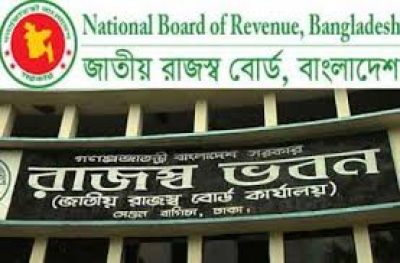 National Board of Revenue, Bangladesh
জাতীয় রাজস্ব বোর্ড, বাংলাদেশ
গণপ্রজাতন্ত্রী বাংলাদেশ সরকার
রাজস্ব ভবন
(জাতীয় রাজস্ব বোর্ড কার্যালয়)
সেগুন বাগিচা, ঢাকা।